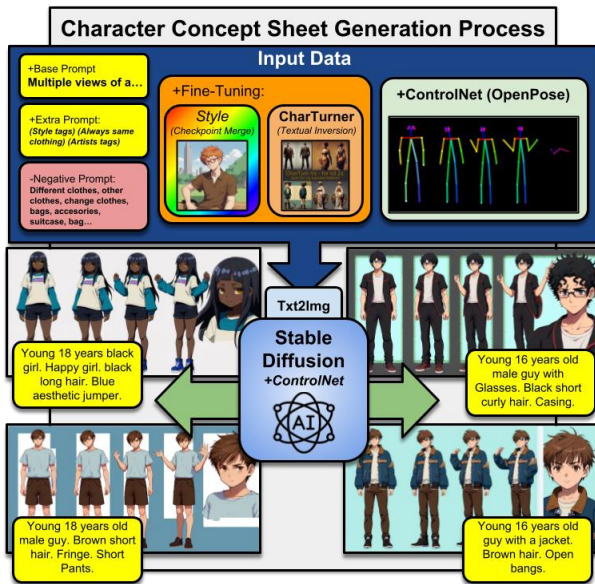 Character Concept Sheet Generation Process
Input Data
+Base Prompt
Multiple views of a...
+Extra Prompt:
(Style tags) (Always same
clothing) (Artists tags)
-Negative Prompt:
Different clothes, other
clothes, change clothes,
bags, accesories,
suitcase, bag...
+Fine-Tuning:
Style
(Checkpoint Merge)
CharTurner
(Textual Inversion)
+ControlNet (OpenPose)
Txt2Img
Stable
Diffusion
+ControlNet
AI
Young 18 years black
girl. Happy girl. black
long hair. Blue
aesthetic jumper.
Young 16 years old
male guy with
Glasses. Black short
curly hair. Casing.
Young 18 years old
male guy. Brown short
hair. Fringe. Short
Pants.
Young 16 years old
guy with a jacket.
Brown hair. Open
bangs.